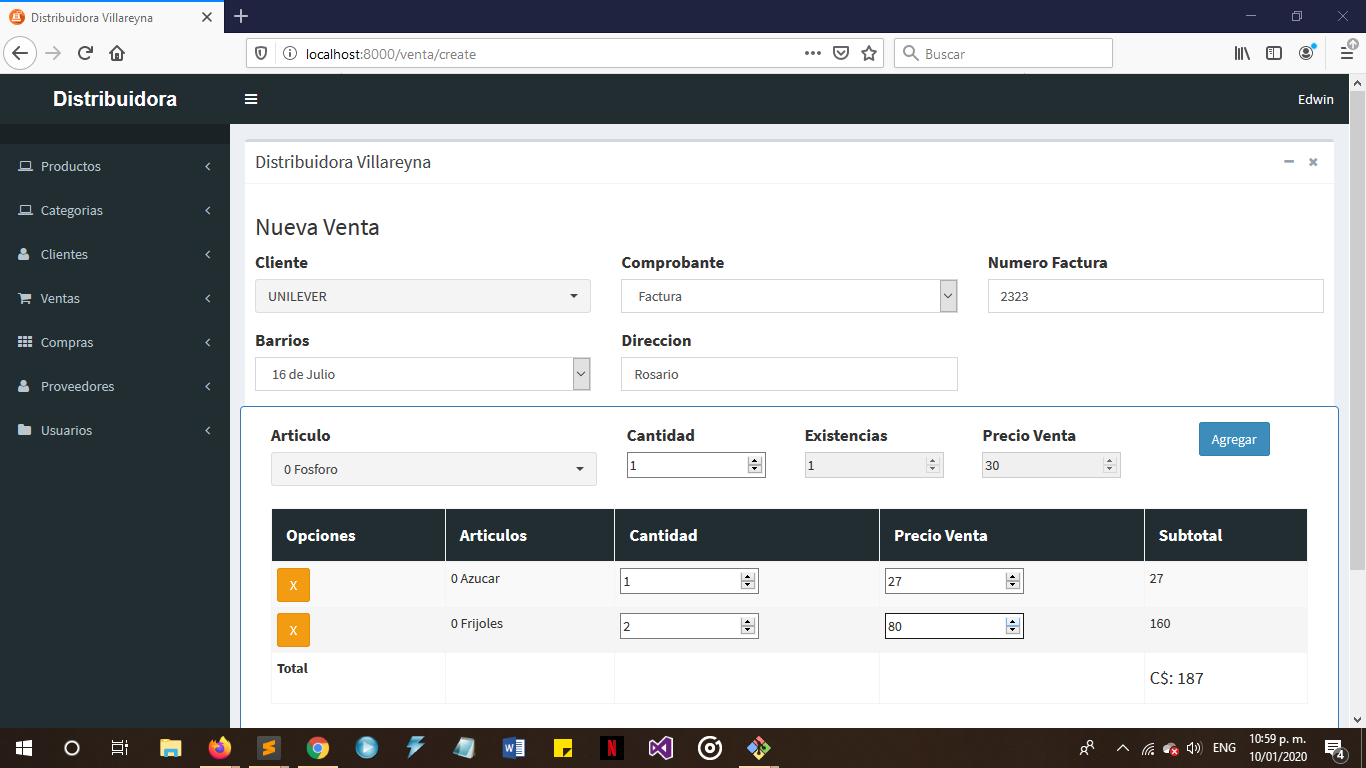 Distribuidora Villareyna
localhost:8000/venta/create
Buscar
Distribuidora
Edwin
Productos
Categorias
Clientes
Ventas
Compras
Proveedores
Usuarios
Distribuidora Villareyna
Nueva Venta
Cliente Comprobante Numero Factura
UNILEVER Factura 2323
Barrios Direccion
16 de Julio Rosario
Articulo Cantidad Existencias Precio Venta Agregar
0 Fosforo 1 1 30
Opciones Articulos Cantidad Precio Venta Subtotal
X 0 Azucar 1 27 27
X 0 Frijoles 2 80 160
Total C$: 187
ENG
10:59 p. m.
10/01/2020
4